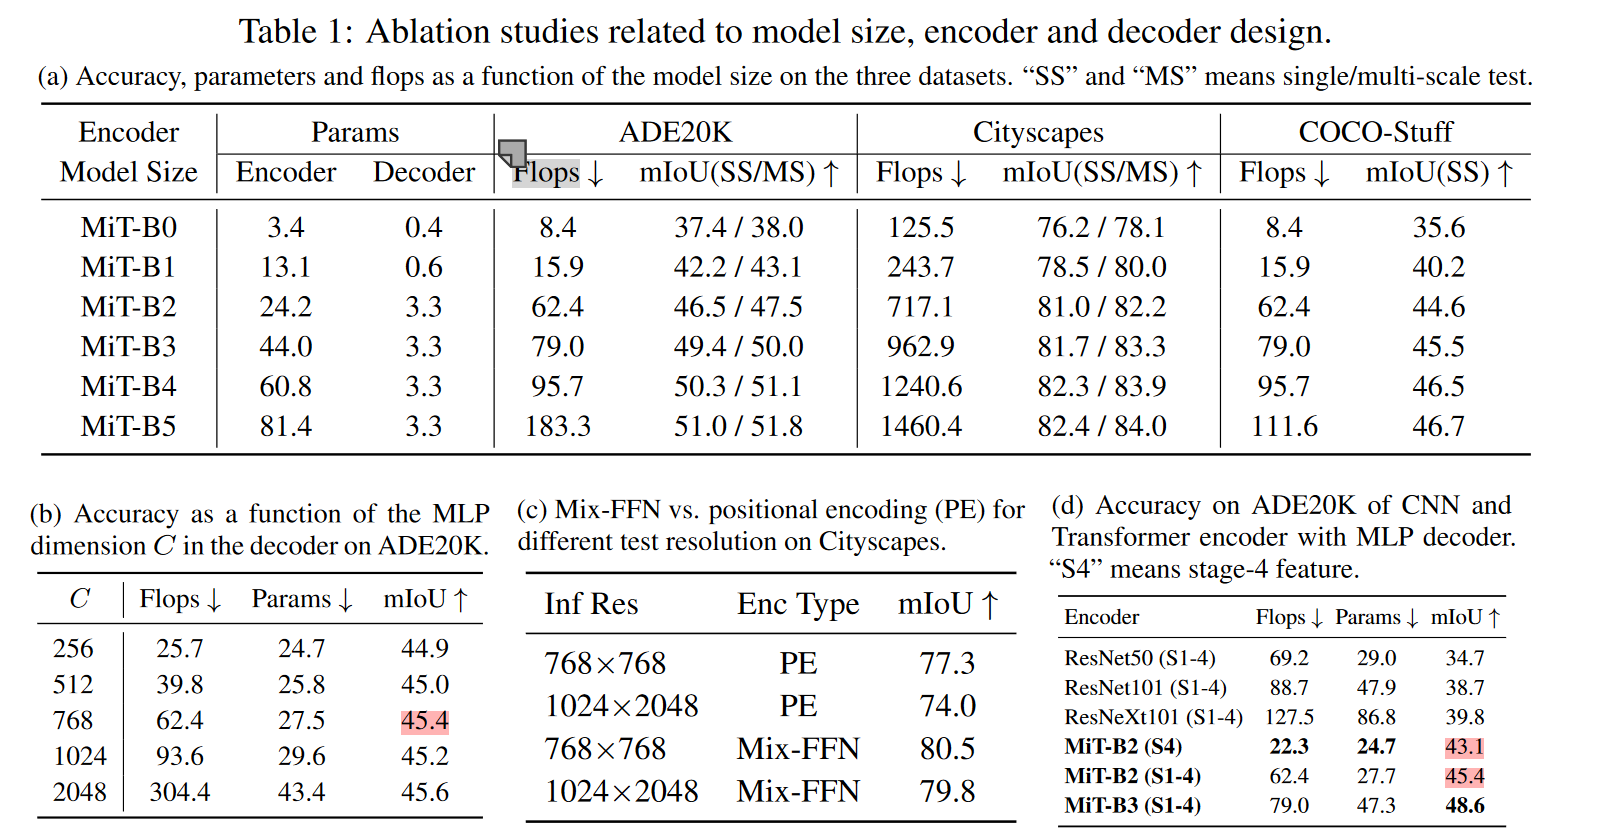 Table 1: Ablation studies related to model size, encoder and decoder design.
(a) Accuracy, parameters and flops as a function of the model size on the three datasets. “SS” and “MS” means single/multi-scale test.
Encoder Params ADE20K Cityscapes COCO-Stuff
Model Size Encoder Decoder Flops ↓ mIoU(SS/MS) ↑ Flops ↓ mIoU(SS/MS) ↑ Flops ↓ mIoU(SS) ↑
MiT-B0 3.4 0.4 8.4 37.4 / 38.0 125.5 76.2 / 78.1 8.4 35.6
MiT-B1 13.1 0.6 15.9 42.2 / 43.1 243.7 78.5 / 80.0 15.9 40.2
MiT-B2 24.2 3.3 62.4 46.5 / 47.5 717.1 81.0 / 82.2 62.4 44.6
MiT-B3 44.0 3.3 79.0 49.4 / 50.0 962.9 81.7 / 83.3 79.0 45.5
MiT-B4 60.8 3.3 95.7 50.3 / 51.1 1240.6 82.3 / 83.9 95.7 46.5
MiT-B5 81.4 3.3 183.3 51.0 / 51.8 1460.4 82.4 / 84.0 111.6 46.7
(b) Accuracy as a function of the MLP
dimension C in the decoder on ADE20K.
C Flops ↓ Params ↓ mIoU ↑
256 25.7 24.7 44.9
512 39.8 25.8 45.0
768 62.4 27.5 45.4
1024 93.6 29.6 45.2
2048 304.4 43.4 45.6
(c) Mix-FFN vs. positional encoding (PE) for
different test resolution on Cityscapes.
Inf Res Enc Type mIoU ↑
768×768 PE 77.3
1024×2048 PE 74.0
768×768 Mix-FFN 80.5
1024×2048 Mix-FFN 79.8
(d) Accuracy on ADE20K of CNN and
Transformer encoder with MLP decoder.
“S4” means stage-4 feature.
Encoder Flops ↓ Params ↓ mIoU ↑
ResNet50 (S1-4) 69.2 29.0 34.7
ResNet101 (S1-4) 88.7 47.9 38.7
ResNeXt101 (S1-4) 127.5 86.8 39.8
MiT-B2 (S4) 22.3 24.7 43.1
MiT-B2 (S1-4) 62.4 27.7 45.4
MiT-B3 (S1-4) 79.0 47.3 48.6